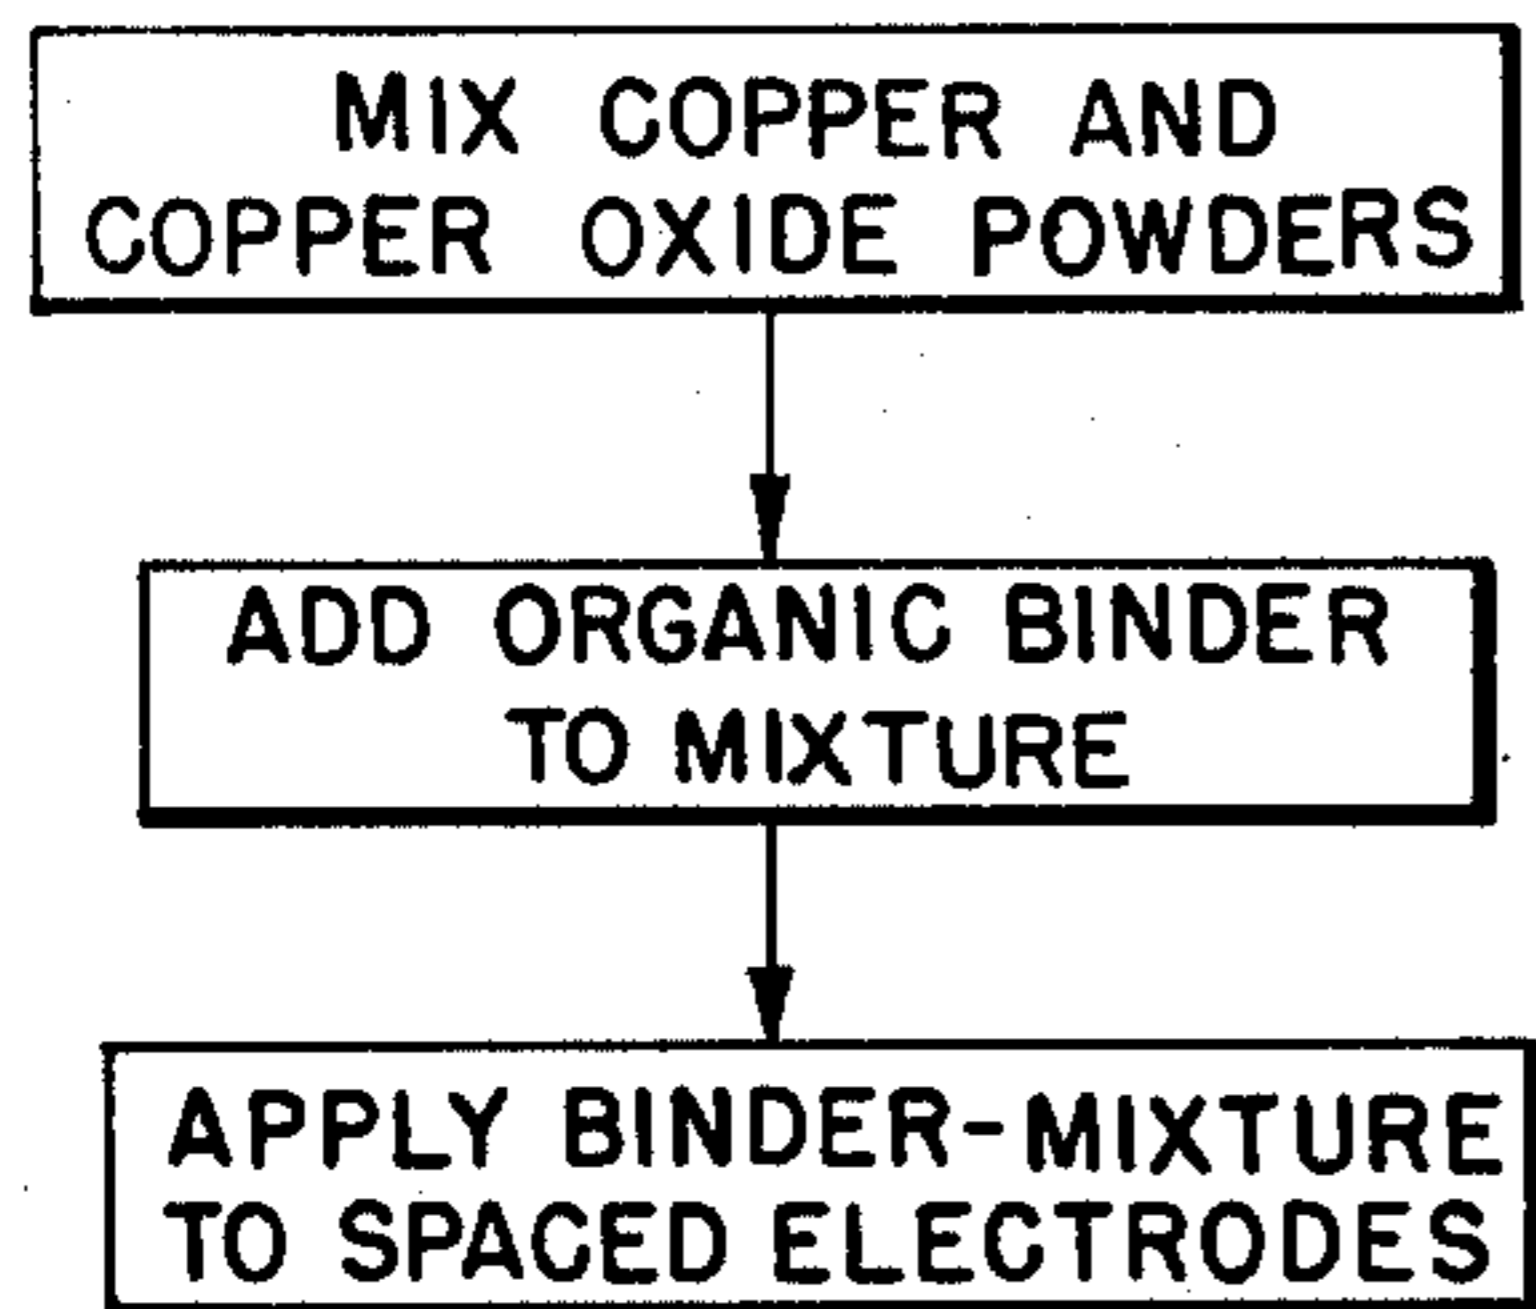 MIX COPPER AND
COPPER OXIDE POWDERS
ADD ORGANIC BINDER
TO MIXTURE
APPLY BINDER-MIXTURE
TO SPACED ELECTRODES